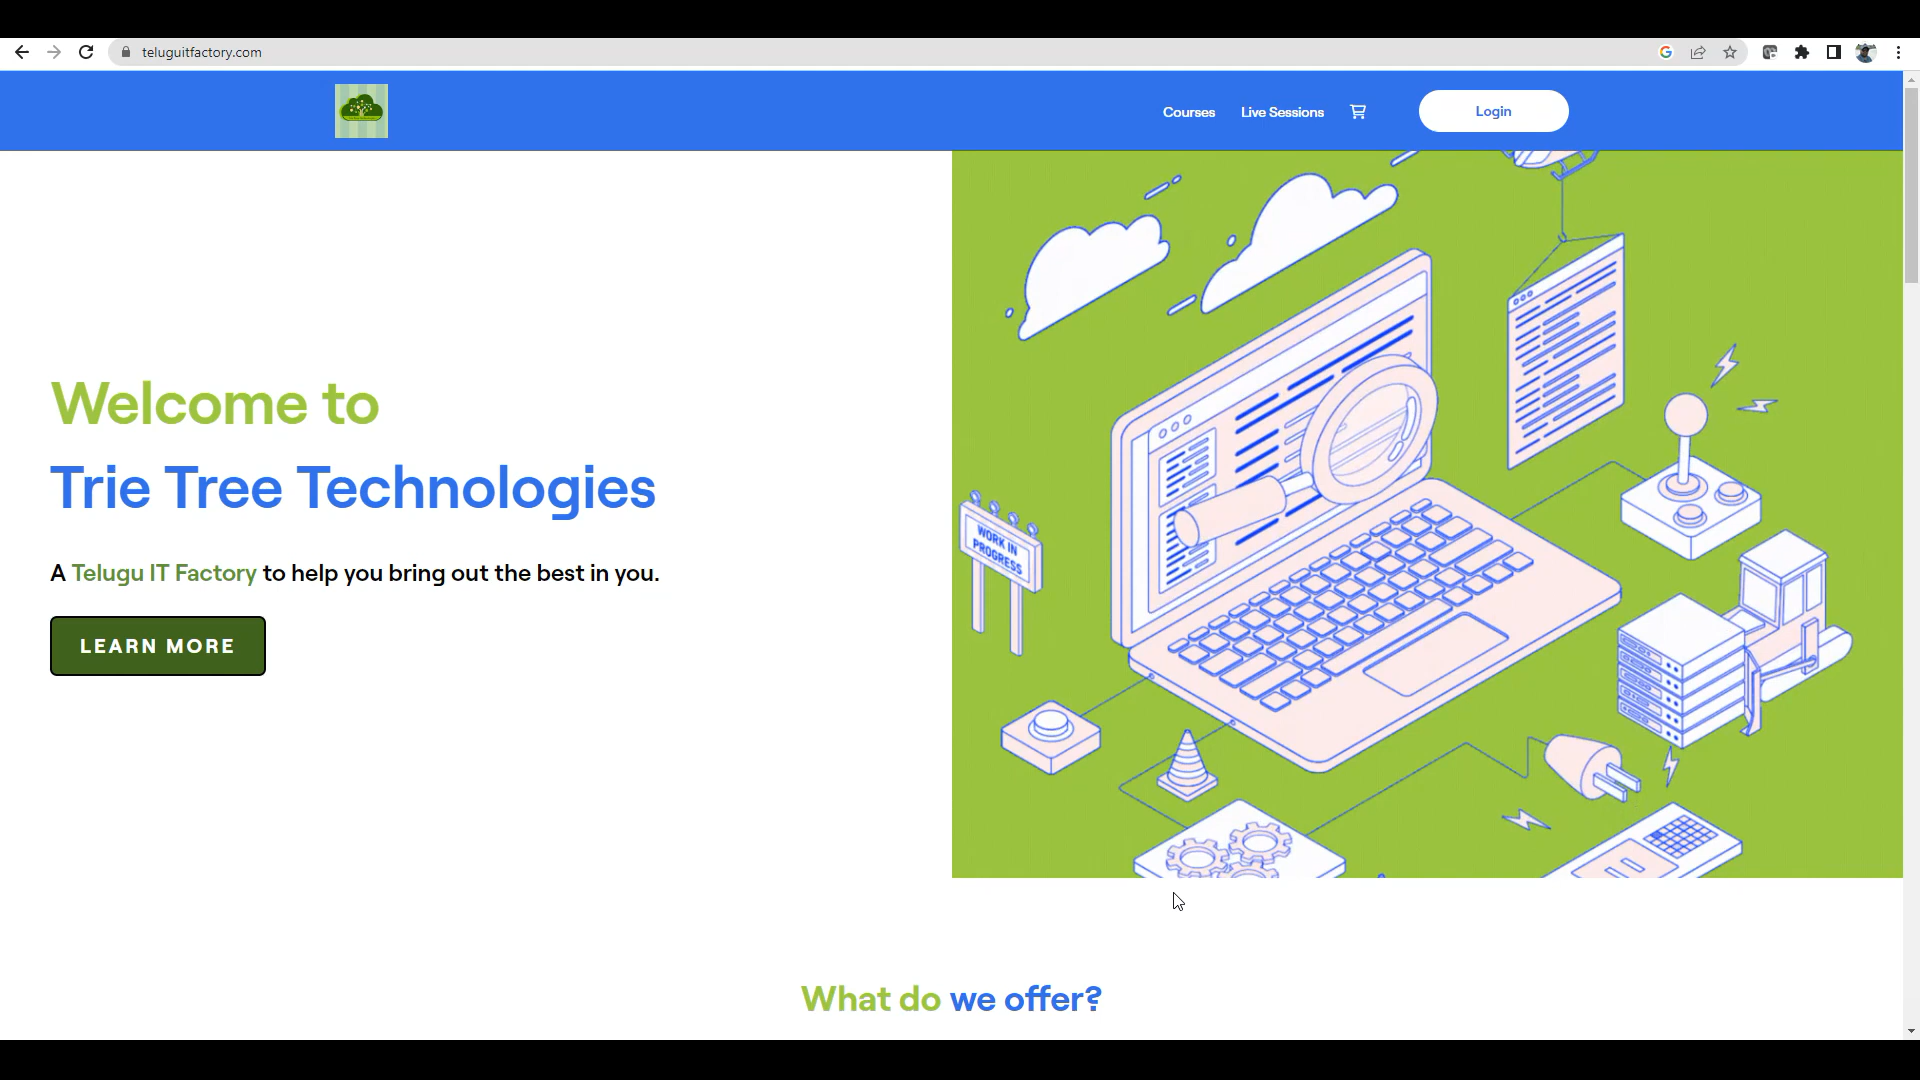 teluguitfactory.com
Courses Live Sessions Login
Welcome to
Trie Tree Technologies
A Telugu IT Factory to help you bring out the best in you.
LEARN MORE
WORK IN
PROGRESS
What do we offer?